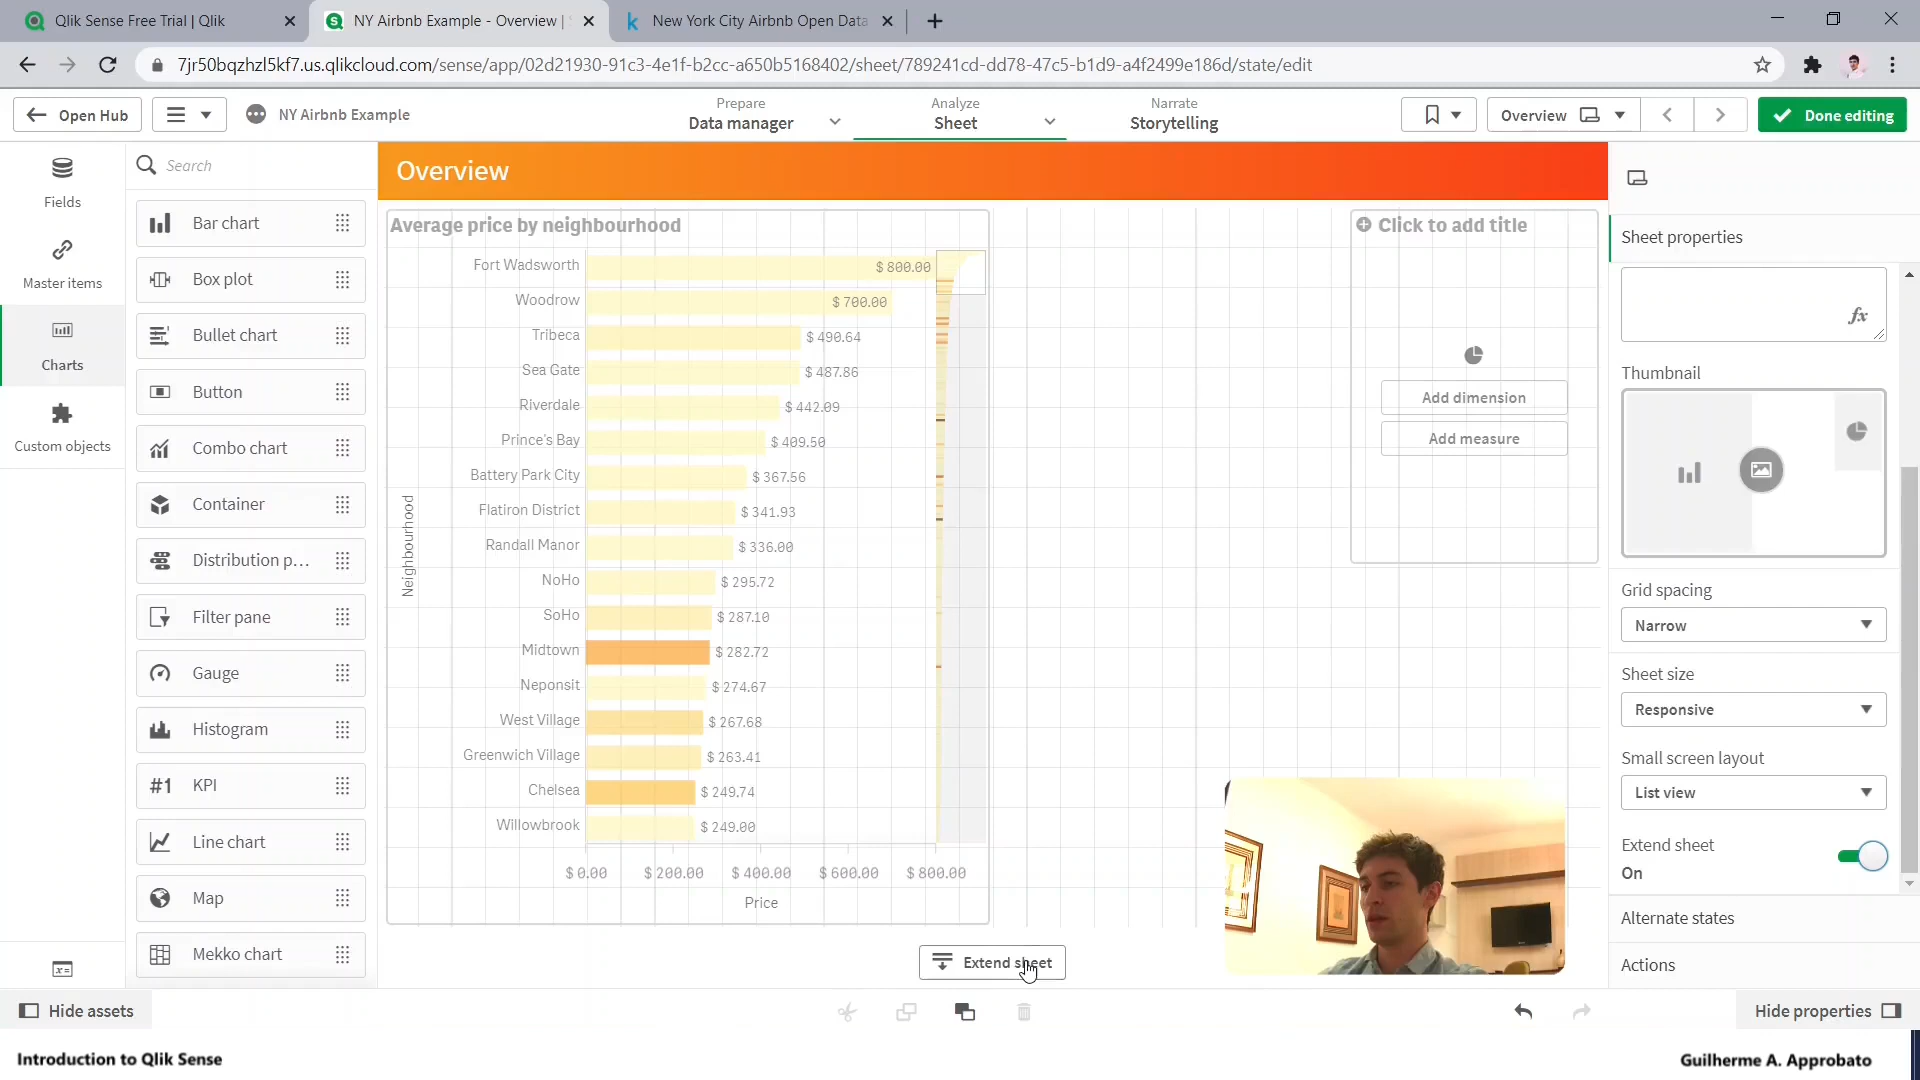 Qlik Sense Free Trial | Qlik
NY Airbnb Example - Overview |
New York City Airbnb Open Data
7jr50bqzhzl5kf7.us.qlikcloud.com/sense/app/02d21930-91c3-4e1f-b2cc-a650b5168402/sheet/789241cd-dd78-47c5-b1d9-a4f2499e186d/state/edit
Open Hub
NY Airbnb Example
Prepare
Data manager
Analyze
Sheet
Narrate
Storytelling
Overview
Done editing
Fields
Master items
Charts
Custom objects
Search
Bar chart
Box plot
Bullet chart
Button
Combo chart
Container
Distribution p...
Filter pane
Gauge
Histogram
#1 KPI
Line chart
Map
Mekko chart
Overview
Average price by neighbourhood
Neighbourhood
Fort Wadsworth $ 800.00
Woodrow $ 700.00
Tribeca $ 490.64
Sea Gate $ 487.86
Riverdale $ 442.09
Prince's Bay $ 409.50
Battery Park City $ 367.56
Flatiron District $ 341.93
Randall Manor $ 336.00
NoHo $ 295.72
SoHo $ 287.10
Midtown $ 282.72
Neponsit $ 274.67
West Village $ 267.68
Greenwich Village $ 263.41
Chelsea $ 249.74
Willowbrook $ 249.00
$ 0.00 $ 200.00 $ 400.00 $ 600.00 $ 800.00
Price
Click to add title
Add dimension
Add measure
Extend sheet
Sheet properties
fx
Thumbnail
Grid spacing
Narrow
Sheet size
Responsive
Small screen layout
List view
Extend sheet
On
Alternate states
Actions
Hide assets
Hide properties
Introduction to Qlik Sense
Guilherme A. Approbato